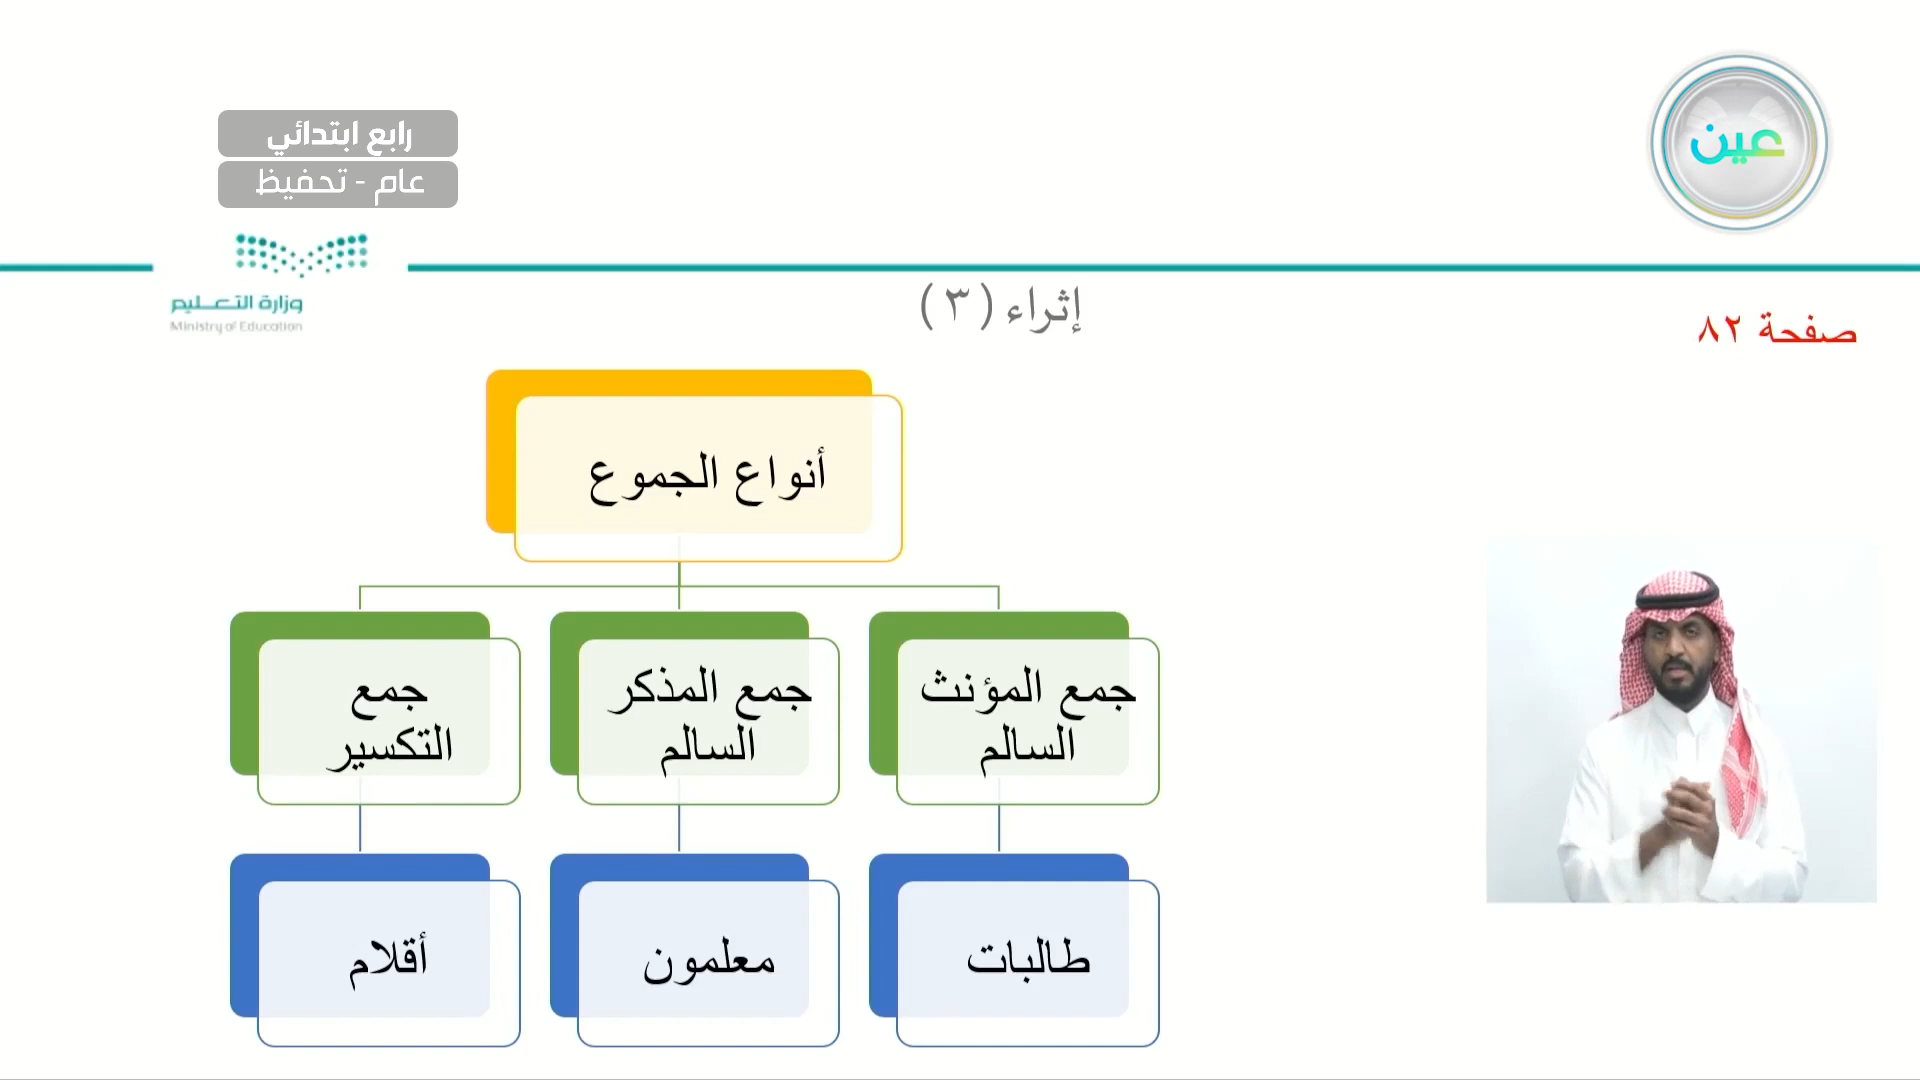 عين
رابع ابتدائي
عام - تحفيظ
وزارة التعـــليم
Ministry of Education
إثراء ( ٣ )
صفحة ٨٢
أنواع الجموع
جمع المؤنث
السالم
جمع المذكر
السالم
جمع
التكسير
طالبات
معلمون
أقلام